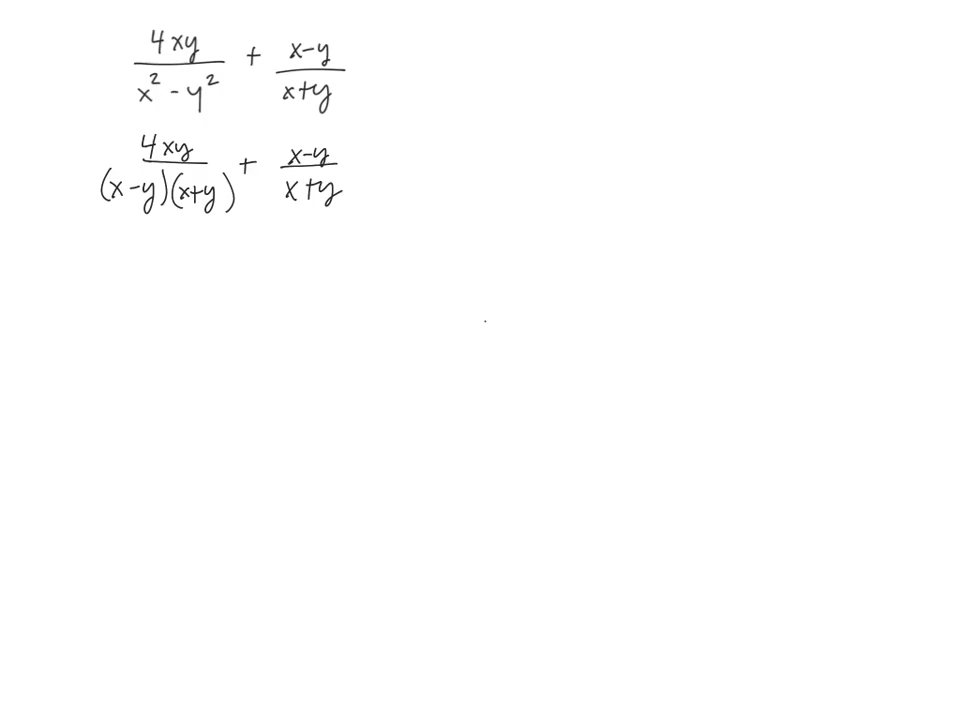 4xy/(x² - y²) + (x-y)/(x+y)
4xy/((x-y)(x+y)) + (x-y)/(x+y)